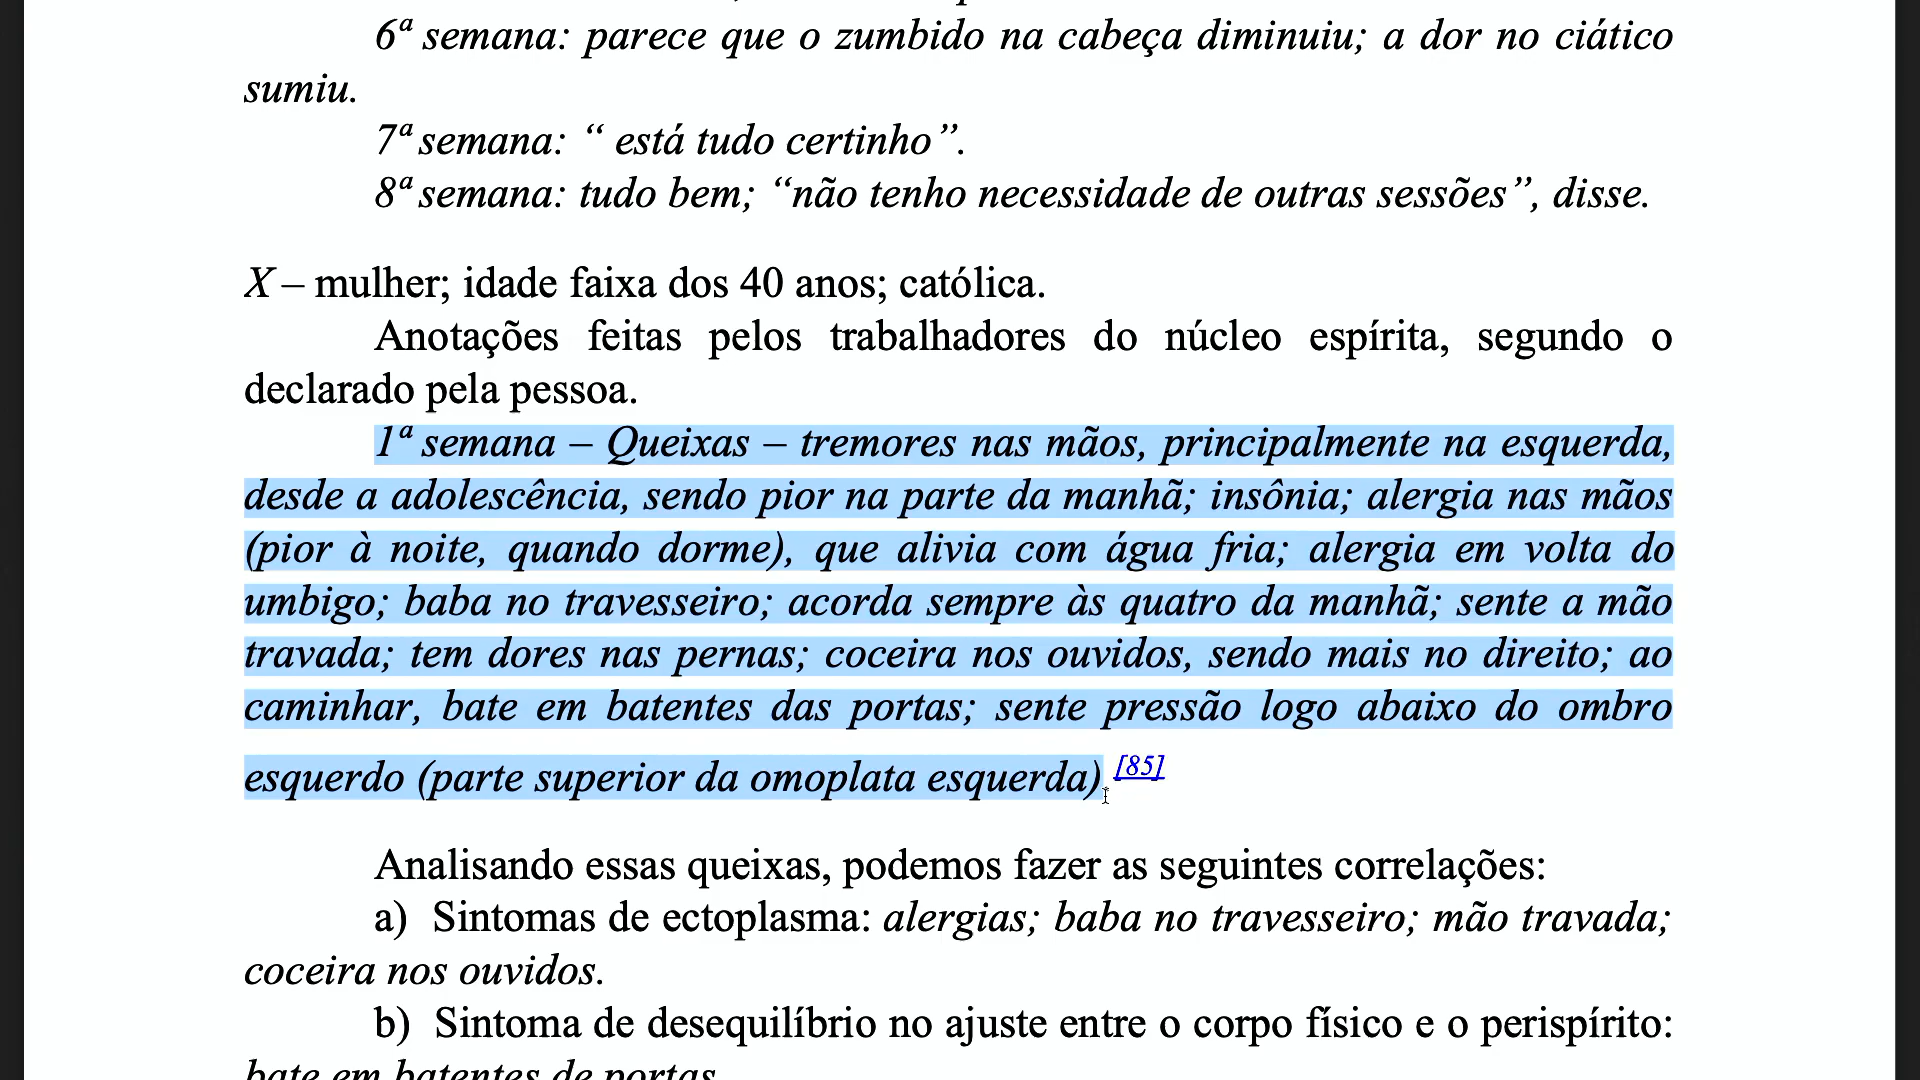 6ª semana: parece que o zumbido na cabeça diminuiu; a dor no ciático
sumiu.
7ª semana: “ está tudo certinho”.
8ª semana: tudo bem; “não tenho necessidade de outras sessões”, disse.
X – mulher; idade faixa dos 40 anos; católica.
Anotações feitas pelos trabalhadores do núcleo espírita, segundo o
declarado pela pessoa.
1ª semana – Queixas – tremores nas mãos, principalmente na esquerda,
desde a adolescência, sendo pior na parte da manhã; insônia; alergia nas mãos
(pior à noite, quando dorme), que alivia com água fria; alergia em volta do
umbigo; baba no travesseiro; acorda sempre às quatro da manhã; sente a mão
travada; tem dores nas pernas; coceira nos ouvidos, sendo mais no direito; ao
caminhar, bate em batentes das portas; sente pressão logo abaixo do ombro
esquerdo (parte superior da omoplata esquerda). [85]
Analisando essas queixas, podemos fazer as seguintes correlações:
a) Sintomas de ectoplasma: alergias; baba no travesseiro; mão travada;
coceira nos ouvidos.
b) Sintoma de desequilíbrio no ajuste entre o corpo físico e o perispírito:
bate em batentes de portas